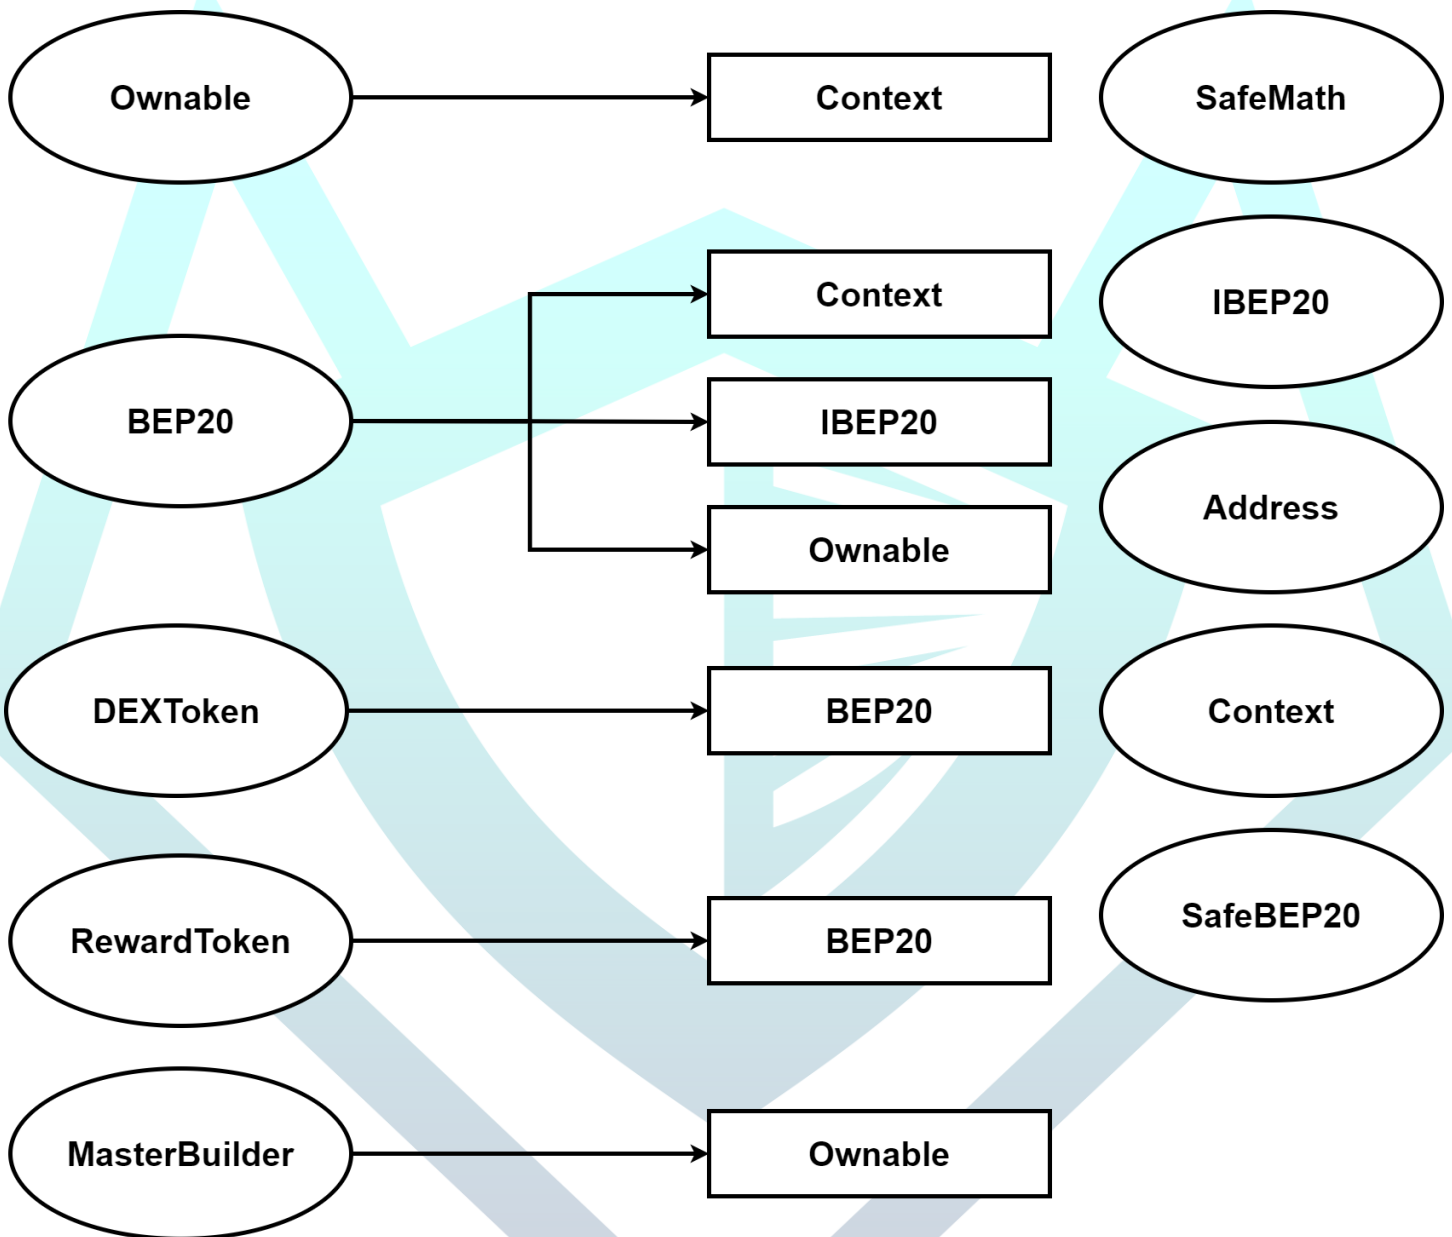 Ownable
Context
SafeMath
Context
IBEP20
BEP20
IBEP20
Address
Ownable
DEXToken
BEP20
Context
RewardToken
BEP20
SafeBEP20
MasterBuilder
Ownable